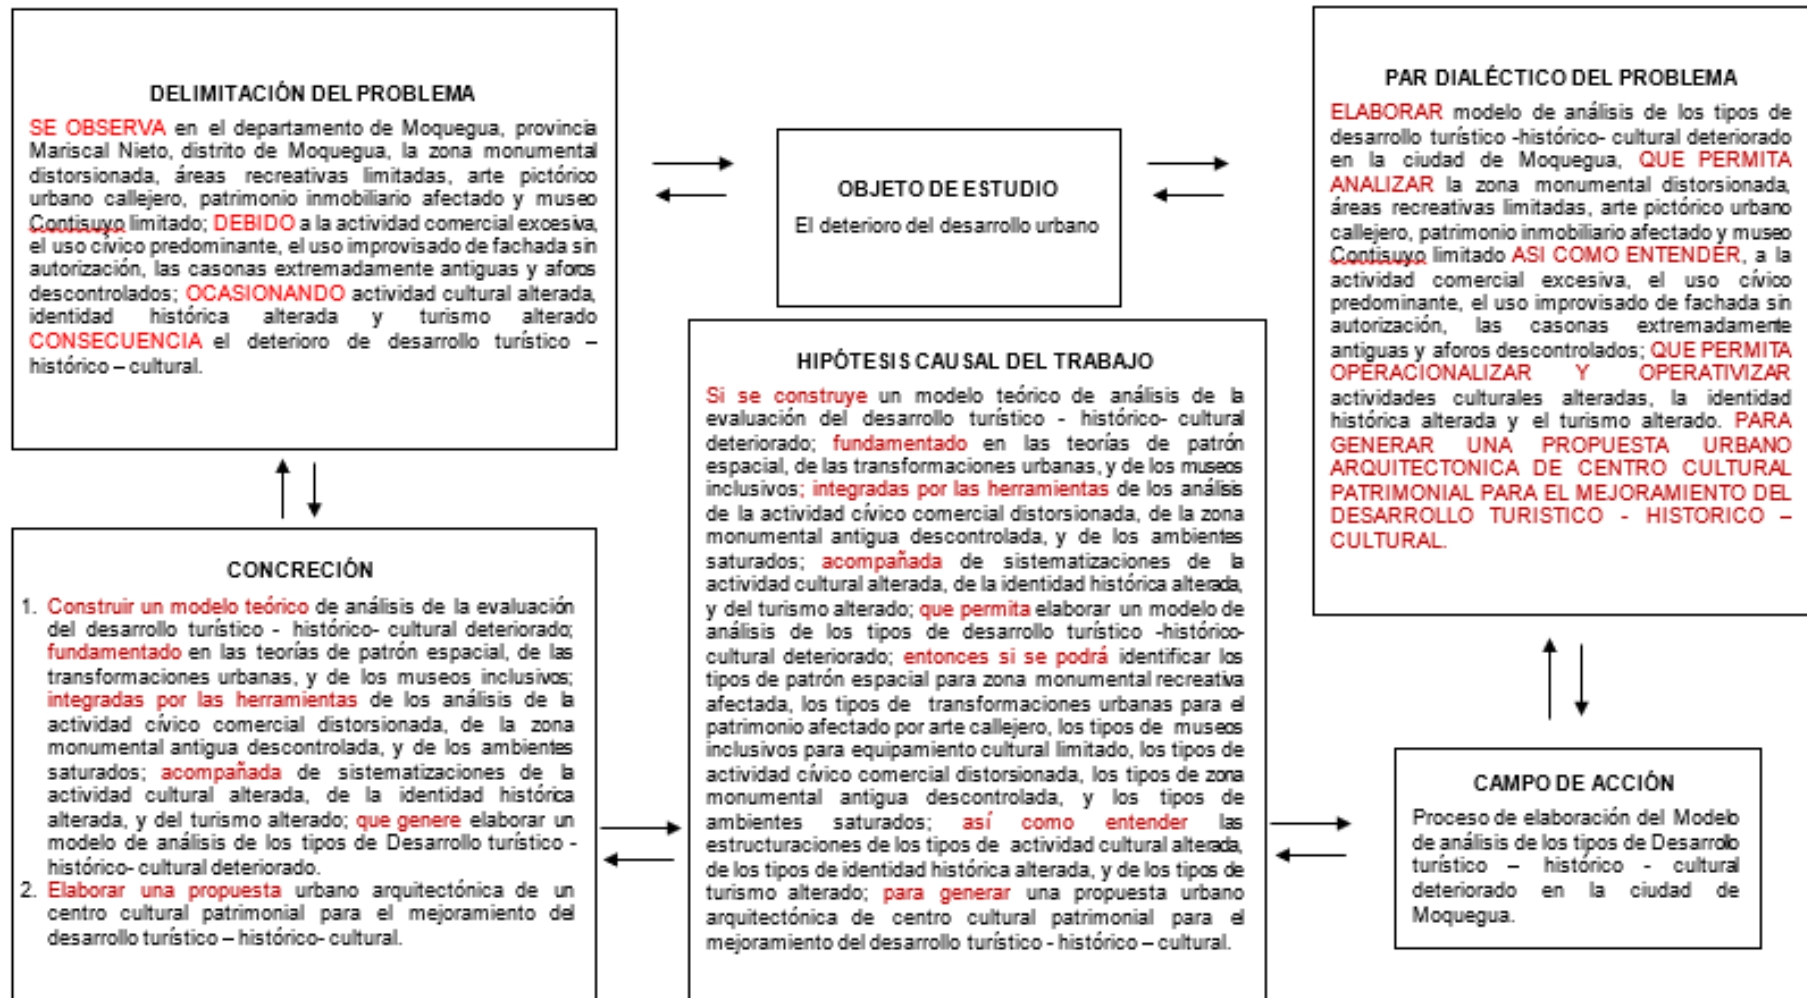 DELIMITACIÓN DEL PROBLEMA
SE OBSERVA en el departamento de Moquegua, provincia
Mariscal Nieto, distrito de Moquegua, la zona monumental
distorsionada, áreas recreativas limitadas, arte pictórico
urbano callejero, patrimonio inmobiliario afectado y museo
Contisuyo limitado; DEBIDO a la actividad comercial excesiva,
el uso cívico predominante, el uso improvisado de fachada sin
autorización, las casonas extremadamente antiguas y aforos
descontrolados; OCASIONANDO actividad cultural alterada,
identidad histórica alterada y turismo alterado
CONSECUENCIA el deterioro de desarrollo turístico –
histórico – cultural.
OBJETO DE ESTUDIO
El deterioro del desarrollo urbano
PAR DIALÉCTICO DEL PROBLEMA
ELABORAR modelo de análisis de los tipos de
desarrollo turístico -histórico- cultural deteriorado
en la ciudad de Moquegua, QUE PERMITA
ANALIZAR la zona monumental distorsionada,
áreas recreativas limitadas, arte pictórico urbano
callejero, patrimonio inmobiliario afectado y museo
Contisuyo limitado ASI COMO ENTENDER, a la
actividad comercial excesiva, el uso cívico
predominante, el uso improvisado de fachada sin
autorización, las casonas extremadamente
antiguas y aforos descontrolados; QUE PERMITA
OPERACIONALIZAR Y OPERATIVIZAR
actividades culturales alteradas, la identidad
histórica alterada y el turismo alterado. PARA
GENERAR UNA PROPUESTA URBANO
ARQUITECTONICA DE CENTRO CULTURAL
PATRIMONIAL PARA EL MEJORAMIENTO DEL
DESARROLLO TURISTICO - HISTORICO –
CULTURAL.
CONCRECIÓN
1. Construir un modelo teórico de análisis de la evaluación
del desarrollo turístico - histórico- cultural deteriorado;
fundamentado en las teorías de patrón espacial, de las
transformaciones urbanas, y de los museos inclusivos;
integradas por las herramientas de los análisis de la
actividad cívico comercial distorsionada, de la zona
monumental antigua descontrolada, y de los ambientes
saturados; acompañada de sistematizaciones de la
actividad cultural alterada, de la identidad histórica
alterada, y del turismo alterado; que genere elaborar un
modelo de análisis de los tipos de Desarrollo turístico -
histórico- cultural deteriorado.
2. Elaborar una propuesta urbano arquitectónica de un
centro cultural patrimonial para el mejoramiento del
desarrollo turístico – histórico- cultural.
HIPÓTESIS CAUSAL DEL TRABAJO
Si se construye un modelo teórico de análisis de la
evaluación del desarrollo turístico - histórico- cultural
deteriorado; fundamentado en las teorías de patrón
espacial, de las transformaciones urbanas, y de los museos
inclusivos; integradas por las herramientas de los análisis
de la actividad cívico comercial distorsionada, de la zona
monumental antigua descontrolada, y de los ambientes
saturados; acompañada de sistematizaciones de la
actividad cultural alterada, de la identidad histórica alterada,
y del turismo alterado; que permita elaborar un modelo de
análisis de los tipos de desarrollo turístico -histórico-
cultural deteriorado; entonces si se podrá identificar los
tipos de patrón espacial para zona monumental recreativa
afectada, los tipos de transformaciones urbanas para el
patrimonio afectado por arte callejero, los tipos de museos
inclusivos para equipamiento cultural limitado, los tipos de
actividad cívico comercial distorsionada, los tipos de zona
monumental antigua descontrolada, y los tipos de
ambientes saturados; así como entender las
estructuraciones de los tipos de actividad cultural alterada,
de los tipos de identidad histórica alterada, y de los tipos de
turismo alterado; para generar una propuesta urbano
arquitectónica de centro cultural patrimonial para el
mejoramiento del desarrollo turístico - histórico – cultural.
CAMPO DE ACCIÓN
Proceso de elaboración del Modelo
de análisis de los tipos de Desarrollo
turístico – histórico - cultural
deteriorado en la ciudad de
Moquegua.